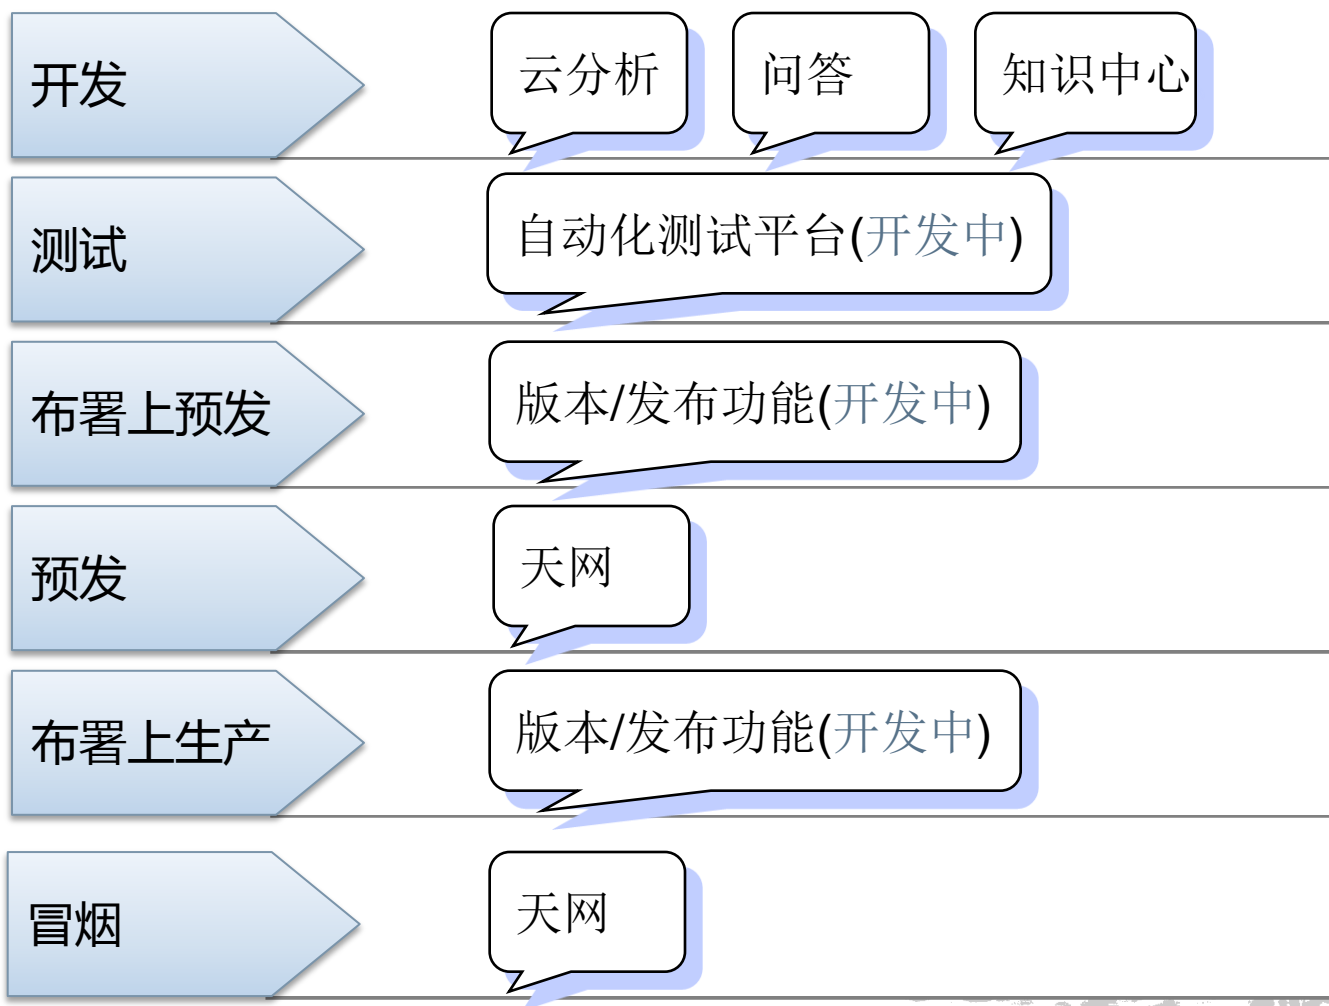 开发
云分析
问答
知识中心
测试
自动化测试平台(开发中)
布署上预发
版本/发布功能(开发中)
预发
天网
布署上生产
版本/发布功能(开发中)
冒烟
天网